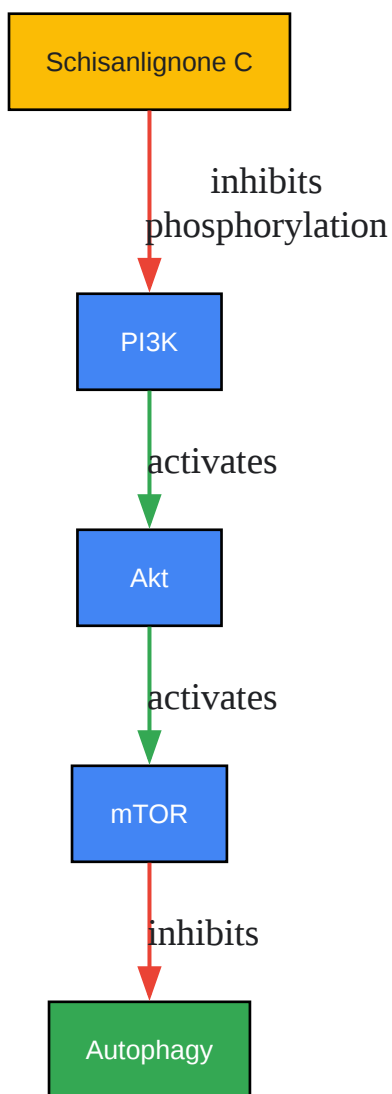 Schisanlignone C
inhibits
phosphorylation
PI3K
activates
Akt
activates
mTOR
inhibits
Autophagy